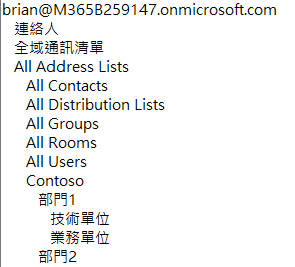 brian@M365B259147.onmicrosoft.com
連絡人
全域通訊清單
All Address Lists
All Contacts
All Distribution Lists
All Groups
All Rooms
All Users
Contoso
部門1
技術單位
業務單位
部門2